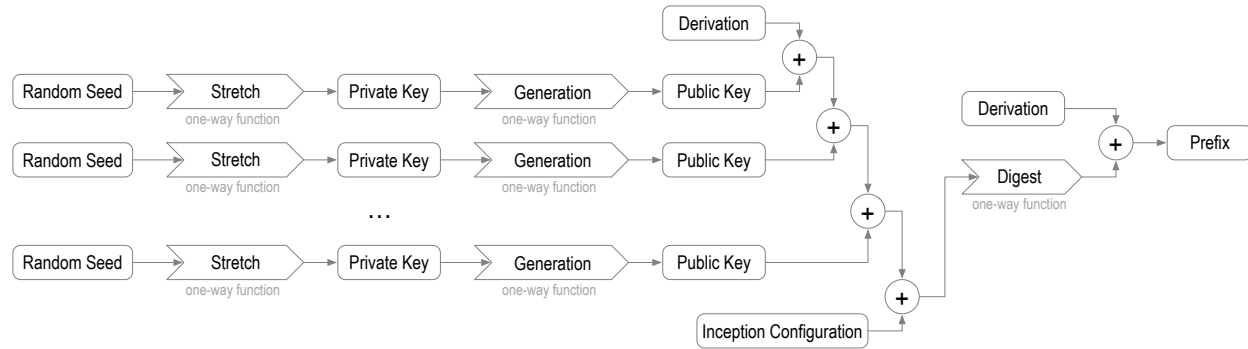 Derivation
+
Random Seed Stretch Private Key Generation Public Key
one-way function one-way function
+
Derivation
Random Seed Stretch Private Key Generation Public Key
+ Prefix
one-way function one-way function
Digest
one-way function
...
+
Random Seed Stretch Private Key Generation Public Key
one-way function one-way function
+
Inception Configuration